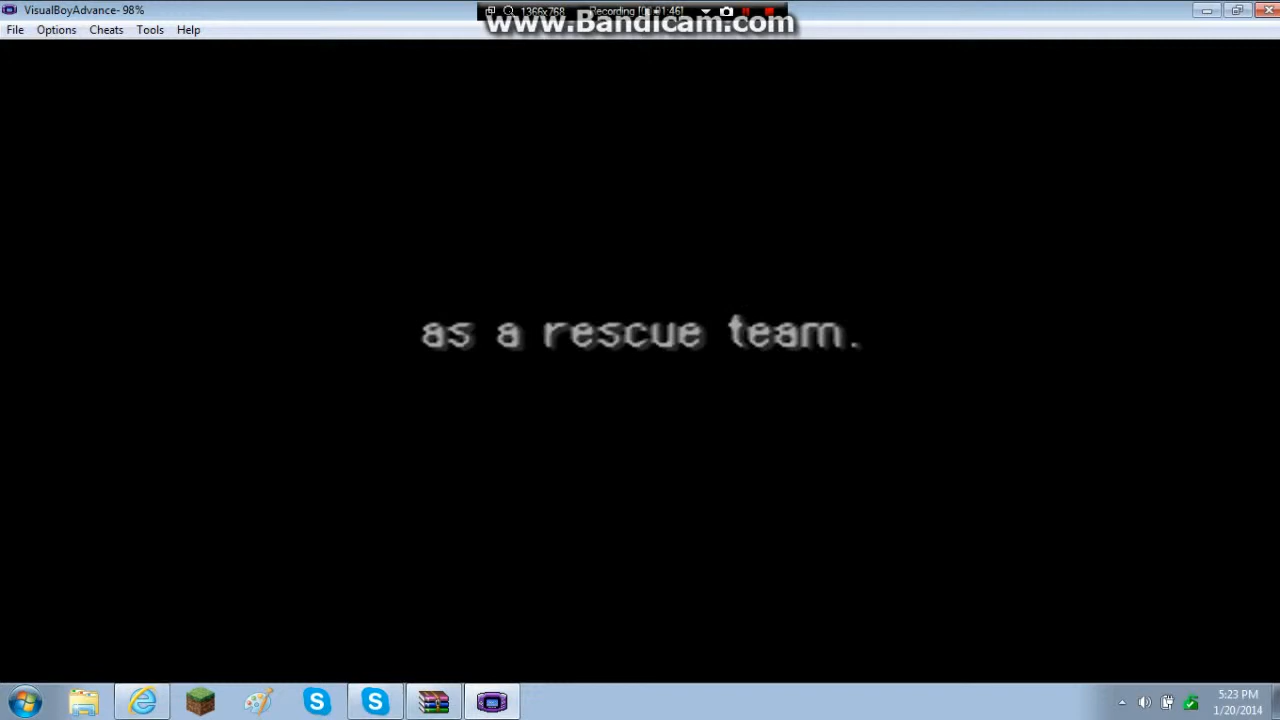 VisualBoyAdvance- 98%
1366x768
www.Bandicam.com
File Options Cheats Tools Help
as a rescue team.
5:23 PM
1/20/2014